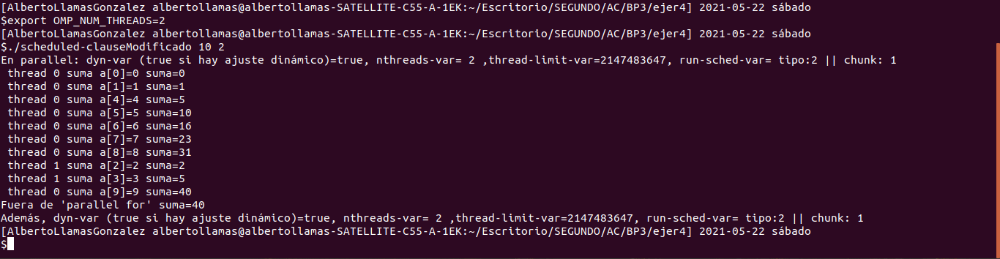 [AlbertoLlamasGonzalez albertollamas@albertollamas-SATELLITE-C55-A-1EK:~/Escritorio/SEGUNDO/AC/BP3/ejer4] 2021-05-22 sábado
$export OMP_NUM_THREADS=2
[AlbertoLlamasGonzalez albertollamas@albertollamas-SATELLITE-C55-A-1EK:~/Escritorio/SEGUNDO/AC/BP3/ejer4] 2021-05-22 sábado
$./scheduled-clauseModificado 10 2
En parallel: dyn-var (true si hay ajuste dinámico)=true, nthreads-var= 2 ,thread-limit-var=2147483647, run-sched-var= tipo:2 || chunk: 1
 thread 0 suma a[0]=0 suma=0
 thread 0 suma a[1]=1 suma=1
 thread 0 suma a[4]=4 suma=5
 thread 0 suma a[5]=5 suma=10
 thread 0 suma a[6]=6 suma=16
 thread 0 suma a[7]=7 suma=23
 thread 0 suma a[8]=8 suma=31
 thread 1 suma a[2]=2 suma=2
 thread 1 suma a[3]=3 suma=5
 thread 0 suma a[9]=9 suma=40
Fuera de 'parallel for' suma=40
Además, dyn-var (true si hay ajuste dinámico)=true, nthreads-var= 2 ,thread-limit-var=2147483647, run-sched-var= tipo:2 || chunk: 1
[AlbertoLlamasGonzalez albertollamas@albertollamas-SATELLITE-C55-A-1EK:~/Escritorio/SEGUNDO/AC/BP3/ejer4] 2021-05-22 sábado
$